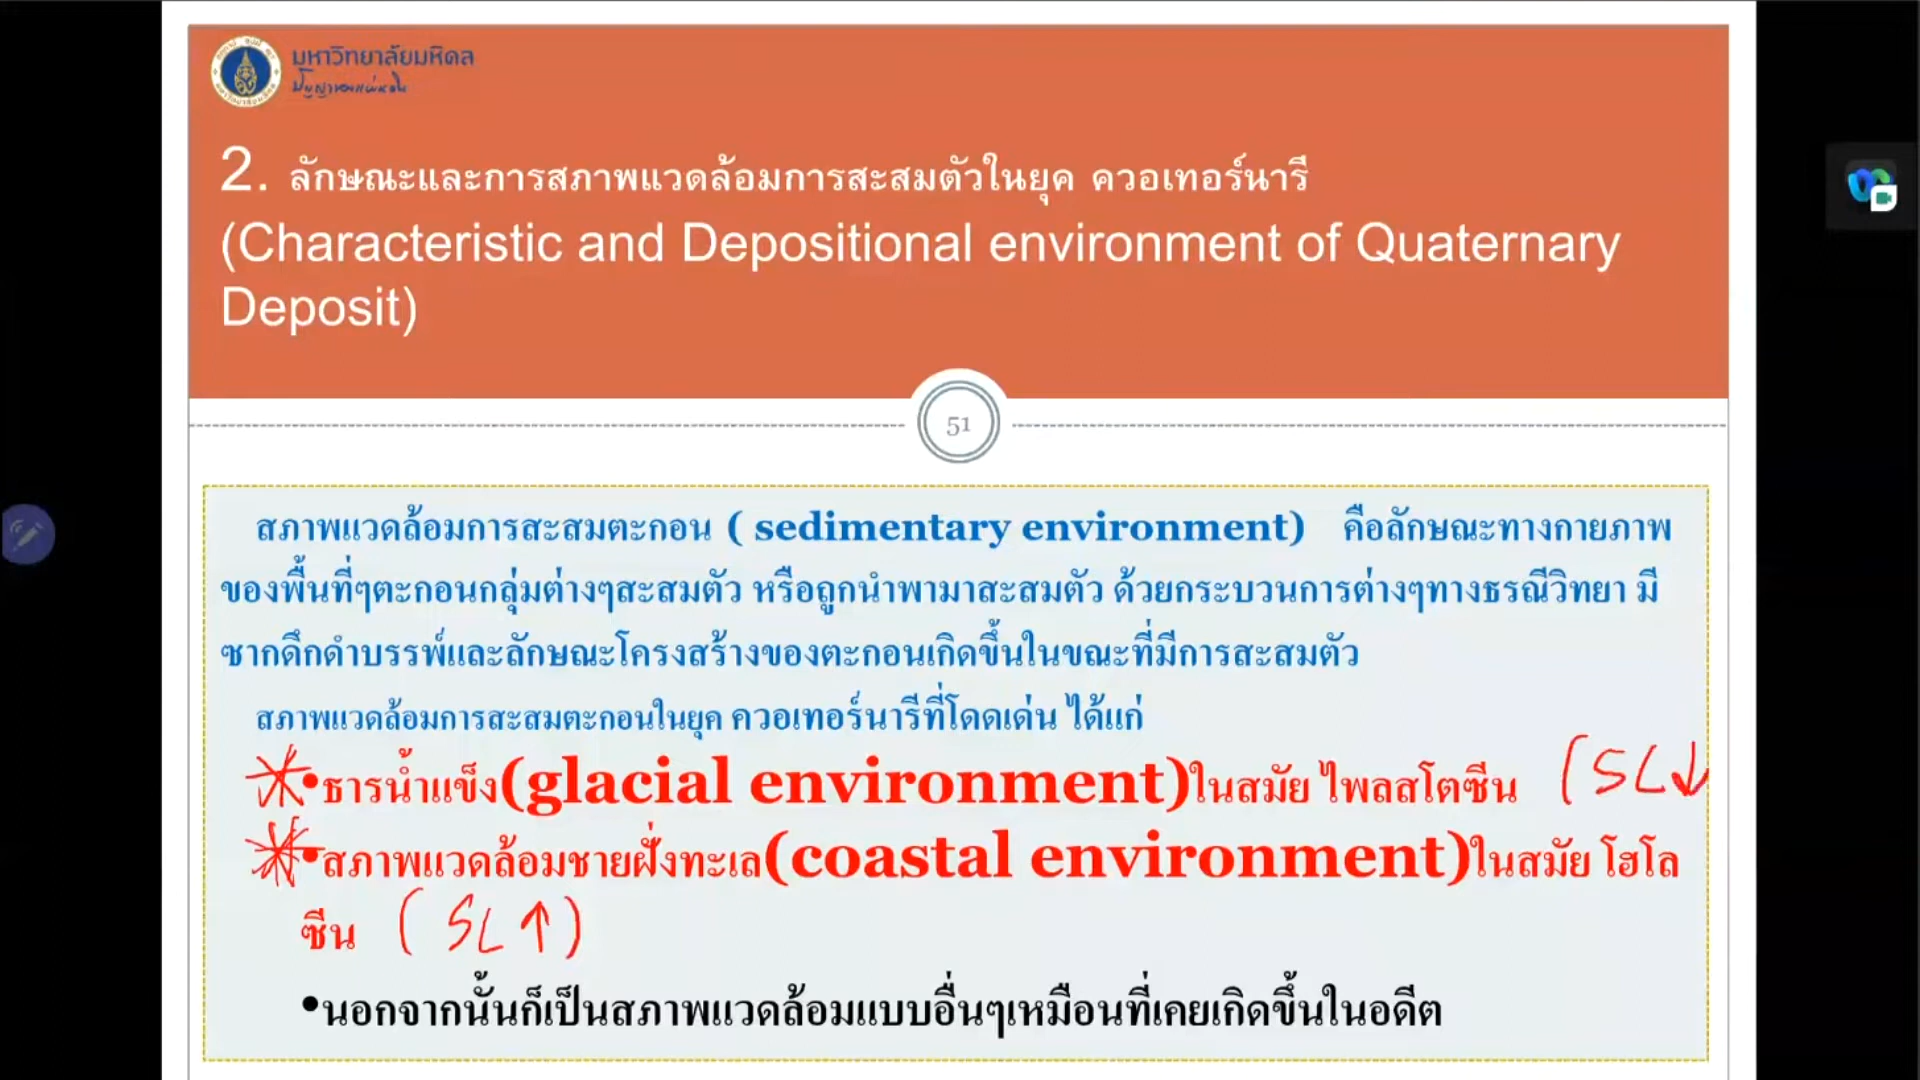 มหาวิทยาลัยมหิดล
ปัญญาของแผ่นดิน
2. ลักษณะและการสภาพแวดล้อมการสะสมตัวในยุค ควอเทอร์นารี
(Characteristic and Depositional environment of Quaternary
Deposit)
51
สภาพแวดล้อมการสะสมตะกอน ( sedimentary environment) คือลักษณะทางกายภาพ
ของพื้นที่ๆตะกอนกลุ่มต่างๆสะสมตัว หรือถูกนำพามาสะสมตัว ด้วยกระบวนการต่างๆทางธรณีวิทยา มี
ซากดึกดำบรรพ์และลักษณะโครงสร้างของตะกอนเกิดขึ้นในขณะที่มีการสะสมตัว
สภาพแวดล้อมการสะสมตะกอนในยุค ควอเทอร์นารีที่โดดเด่น ได้แก่
•ธารน้ำแข็ง(glacial environment)ในสมัย ไพลสโตซีน (SL↓
•สภาพแวดล้อมชายฝั่งทะเล(coastal environment)ในสมัย โฮโล
ซีน (SL↑)
•นอกจากนั้นก็เป็นสภาพแวดล้อมแบบอื่นๆเหมือนที่เคยเกิดขึ้นในอดีต